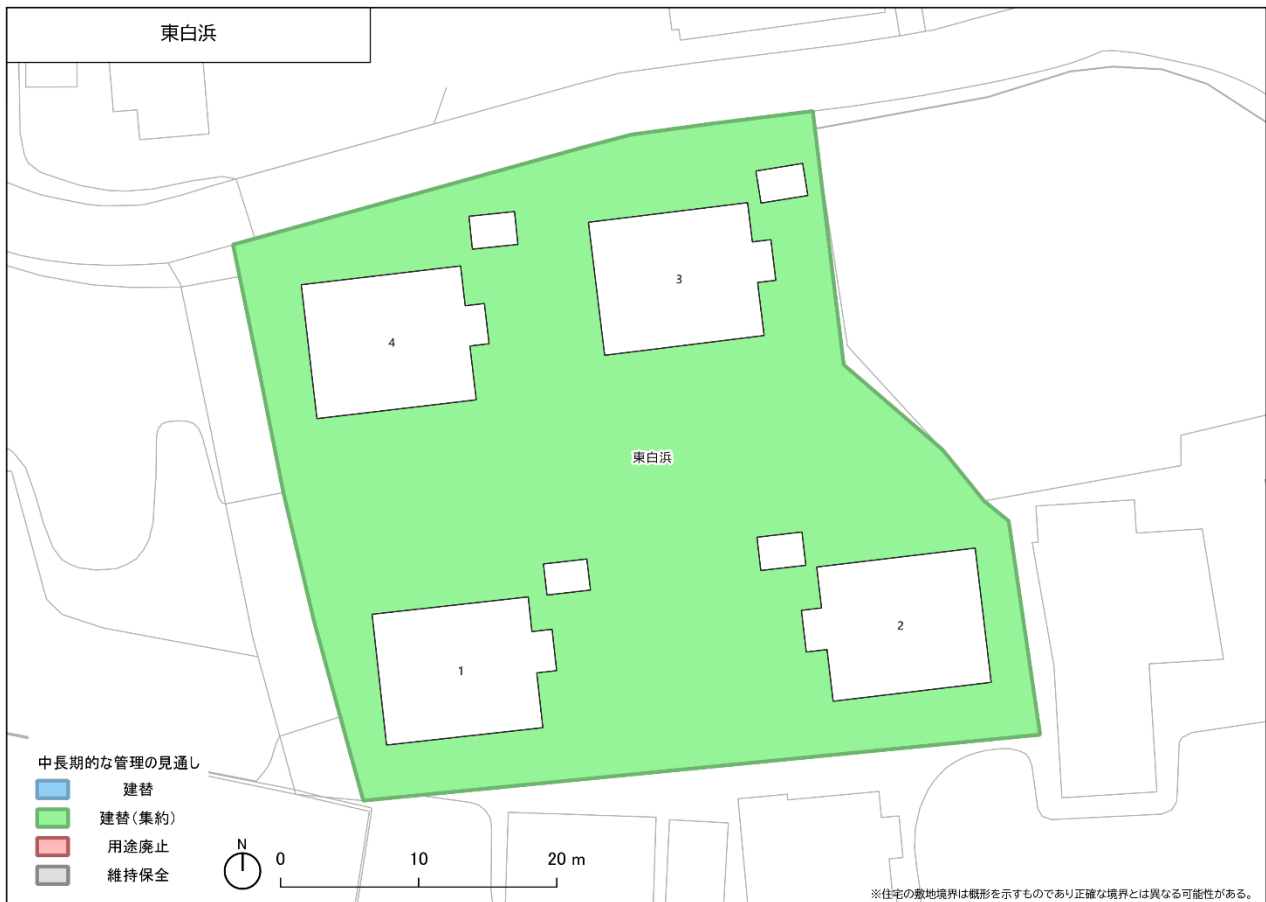 東白浜
3
4
東白浜
2
1
中長期的な管理の見通し
建替
建替(集約)
用途廃止
維持保全
N
0 10 20 m
※住宅の敷地境界は概形を示すものであり正確な境界とは異なる可能性がある。